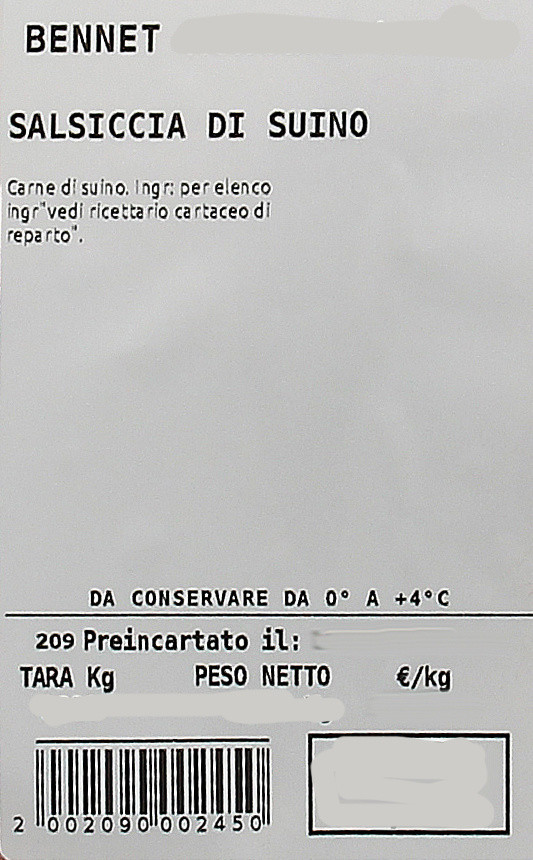 BENNET
SALSICCIA DI SUINO
Carne di suino. Ingr: per elenco
ingr"vedi ricettario cartaceo di
reparto".
DA CONSERVARE DA 0° A +4°C
209 Preincartato il:
TARA Kg PESO NETTO €/kg
2 002090 002450